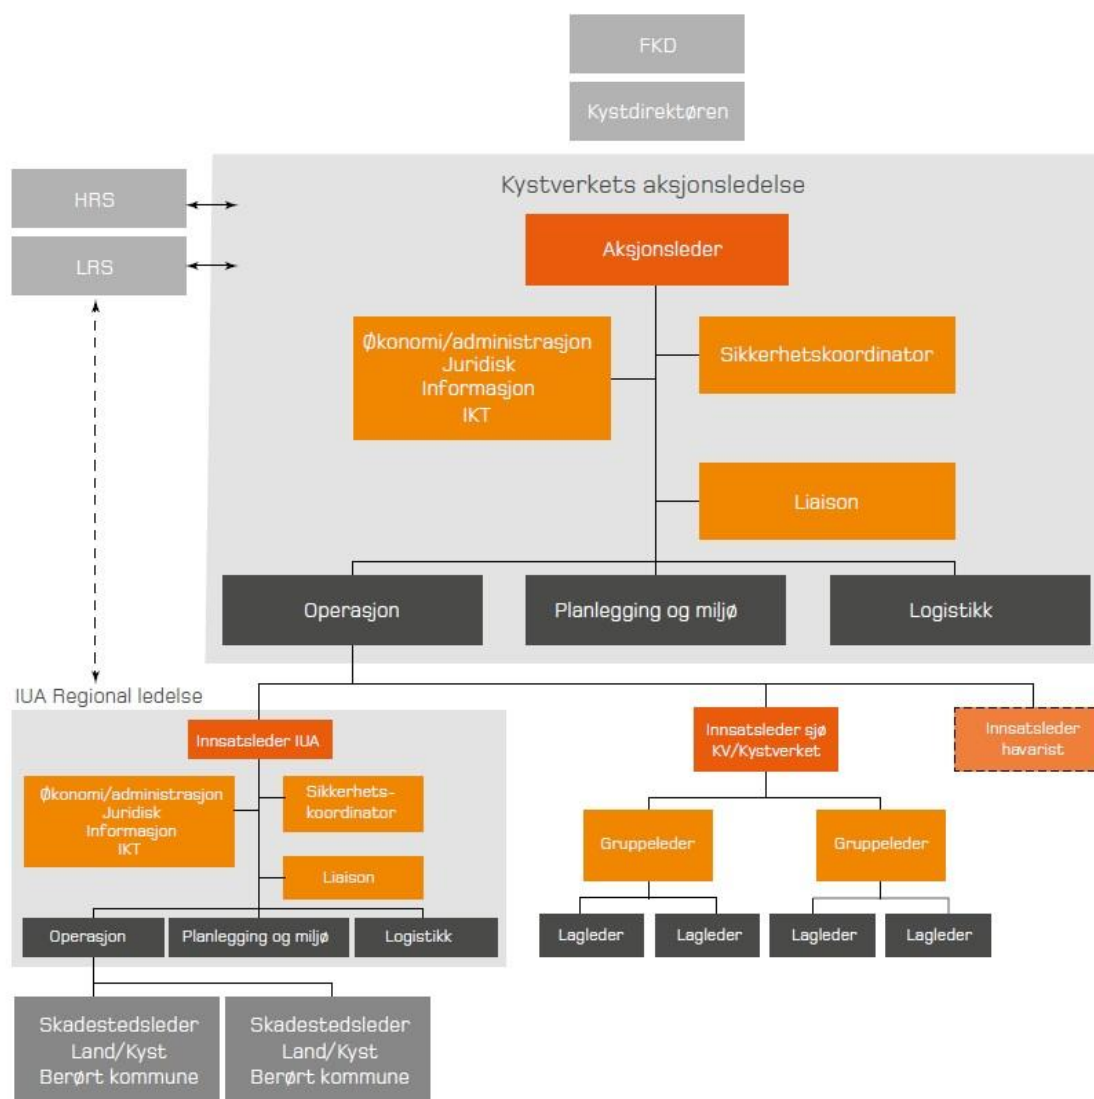 FKD
Kystdirektøren
Kystverkets aksjonsledelse
HRS
LRS
Aksjonsleder
Økonomi/administrasjon
Juridisk
Informasjon
IKT
Sikkerhetskoordinator
Liaison
Operasjon
Planlegging og miljø
Logistikk
IUA Regional ledelse
Innsatsleder IUA
Økonomi/administrasjon
Juridisk
Informasjon
IKT
Sikkerhets-
koordinator
Liaison
Operasjon
Planlegging og miljø
Logistikk
Skadestedsleder
Land/Kyst
Berørt kommune
Skadestedsleder
Land/Kyst
Berørt kommune
Innsatsleder sjø
KV/Kystverket
Innsatsleder
havarist
Gruppeleder
Gruppeleder
Lagleder
Lagleder
Lagleder
Lagleder